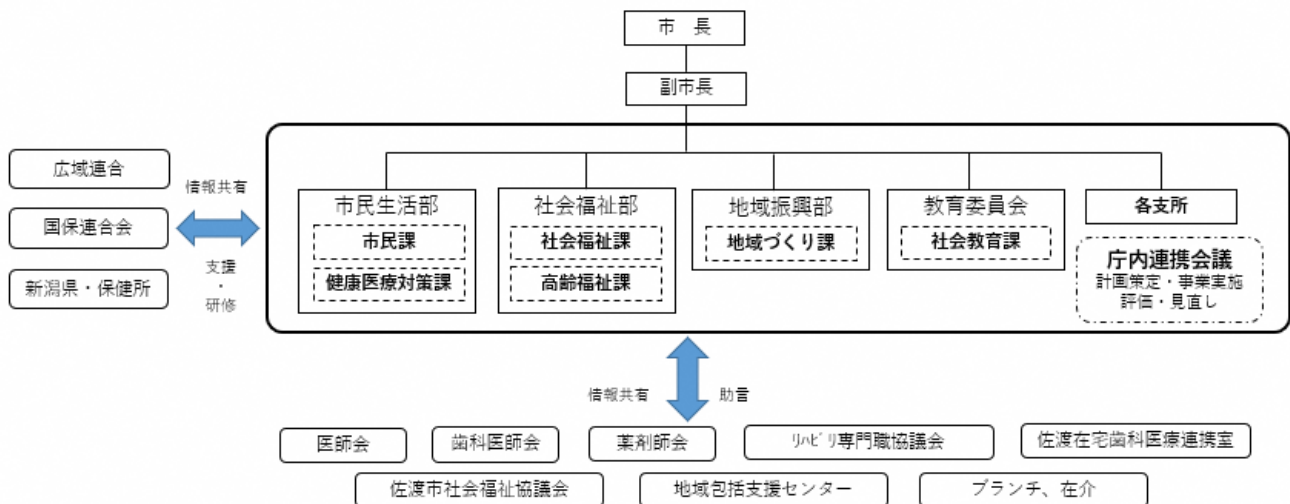 市　長
副市長
広域連合
国保連合会
新潟県・保健所
情報共有
支援
・
研修
市民生活部
市民課
健康医療対策課
社会福祉部
社会福祉課
高齢福祉課
地域振興部
地域づくり課
教育委員会
社会教育課
各支所
庁内連携会議
計画策定・事業実施
評価・見直し
情報共有
助言
医師会
歯科医師会
薬剤師会
ﾘﾊﾋﾞﾘ専門職協議会
佐渡在宅歯科医療連携室
佐渡市社会福祉協議会
地域包括支援センター
ブランチ、在介